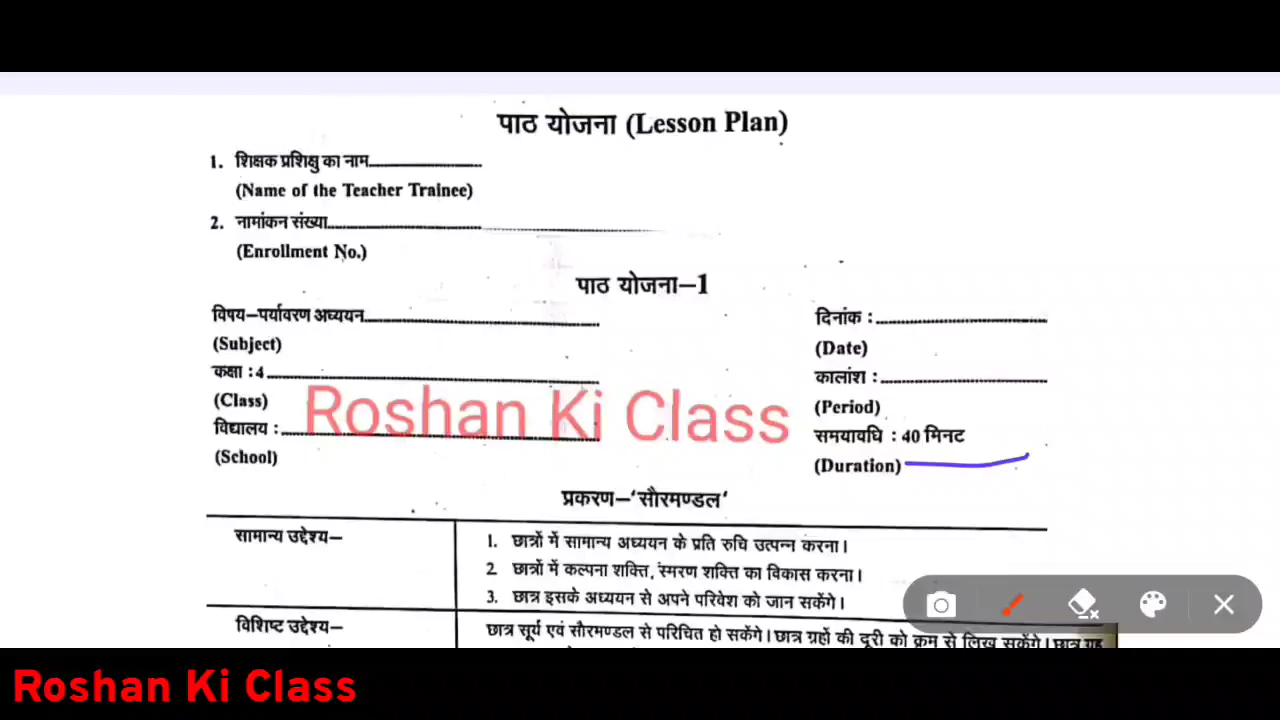 पाठ योजना (Lesson Plan)
1. शिक्षक प्रशिक्षु का नाम
(Name of the Teacher Trainee)
2. नामांकन संख्या
(Enrollment No.)
पाठ योजना–1
विषय–पर्यावरण अध्ययन
(Subject)
कक्षा : 4
(Class)
विद्यालय :
(School)
दिनांक :
(Date)
कालांश :
(Period)
समयावधि : 40 मिनट
(Duration)
Roshan Ki Class
प्रकरण–'सौरमण्डल'
सामान्य उद्देश्य–
1. छात्रों में सामान्य अध्ययन के प्रति रुचि उत्पन्न करना।
2. छात्रों में कल्पना शक्ति, स्मरण शक्ति का विकास करना।
3. छात्र इसके अध्ययन से अपने परिवेश को जान सकेंगे।
विशिष्ट उद्देश्य–
छात्र सूर्य एवं सौरमण्डल से परिचित हो सकेंगे। छात्र ग्रहों की दूरी को क्रम से लिख सकेंगे। छात्र
Roshan Ki Class